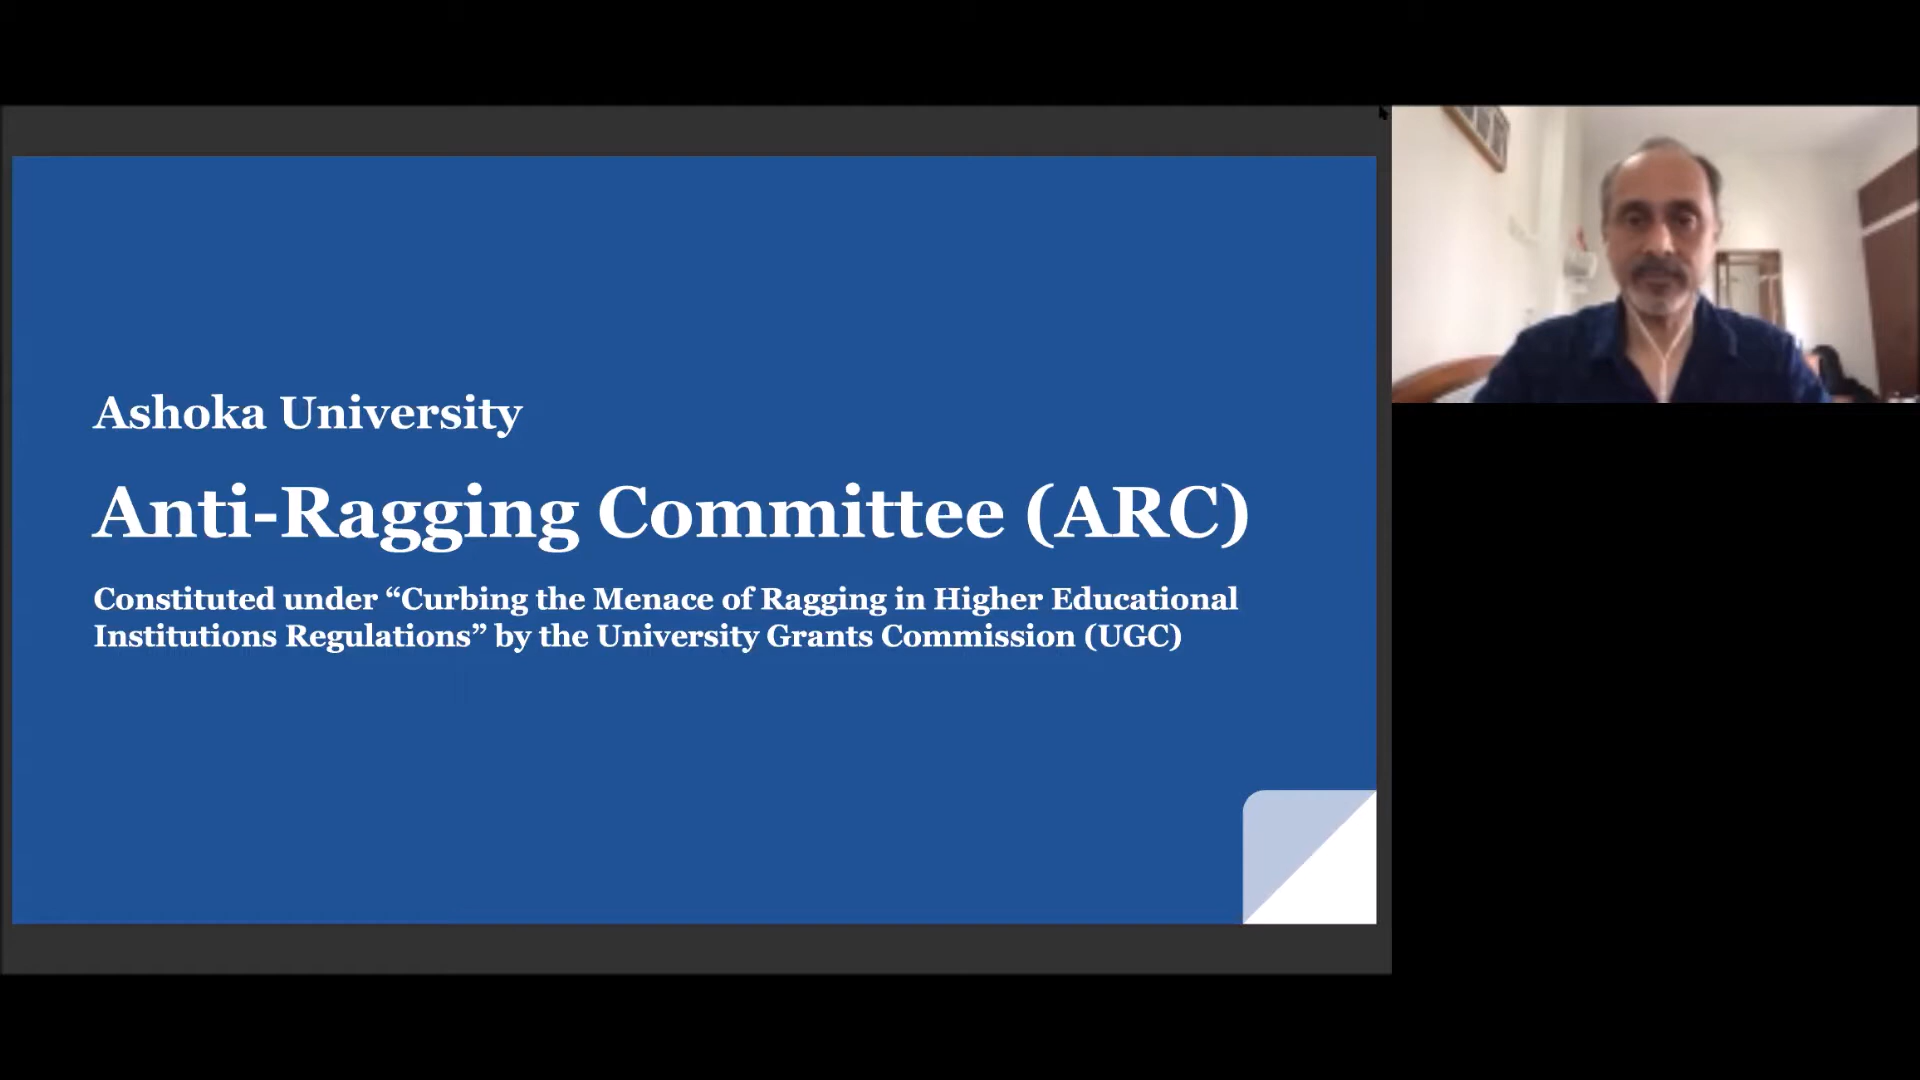 Ashoka University
Anti-Ragging Committee (ARC)
Constituted under “Curbing the Menace of Ragging in Higher Educational
Institutions Regulations” by the University Grants Commission (UGC)